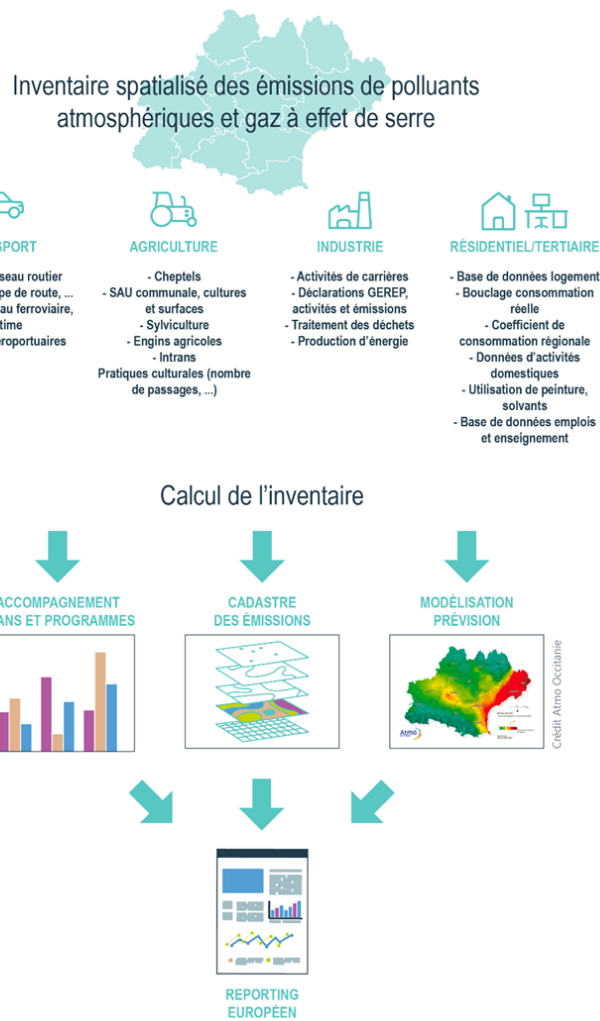 Inventaire spatialisé des émissions de polluants
atmosphériques et gaz à effet de serre
SPORT
seau routier
pe de route, ...
au ferroviaire,
time
éroportuaires
AGRICULTURE
- Cheptels
- SAU communale, cultures
et surfaces
- Sylviculture
- Engins agricoles
- Intrans
Pratiques culturales (nombre
de passages, ...)
INDUSTRIE
- Activités de carrières
- Déclarations GEREP,
activités et émissions
- Traitement des déchets
- Production d'énergie
RÉSIDENTIEL/TERTIAIRE
- Base de données logement
- Bouclage consommation
réelle
- Coefficient de
consommation régionale
- Données d'activités
domestiques
- Utilisation de peinture,
solvants
- Base de données emplois
et enseignement
Calcul de l'inventaire
ACCOMPAGNEMENT
ANS ET PROGRAMMES
CADASTRE
DES ÉMISSIONS
MODÉLISATION
PRÉVISION
Atmo
Crédit Atmo Occitanie
REPORTING
EUROPÉEN